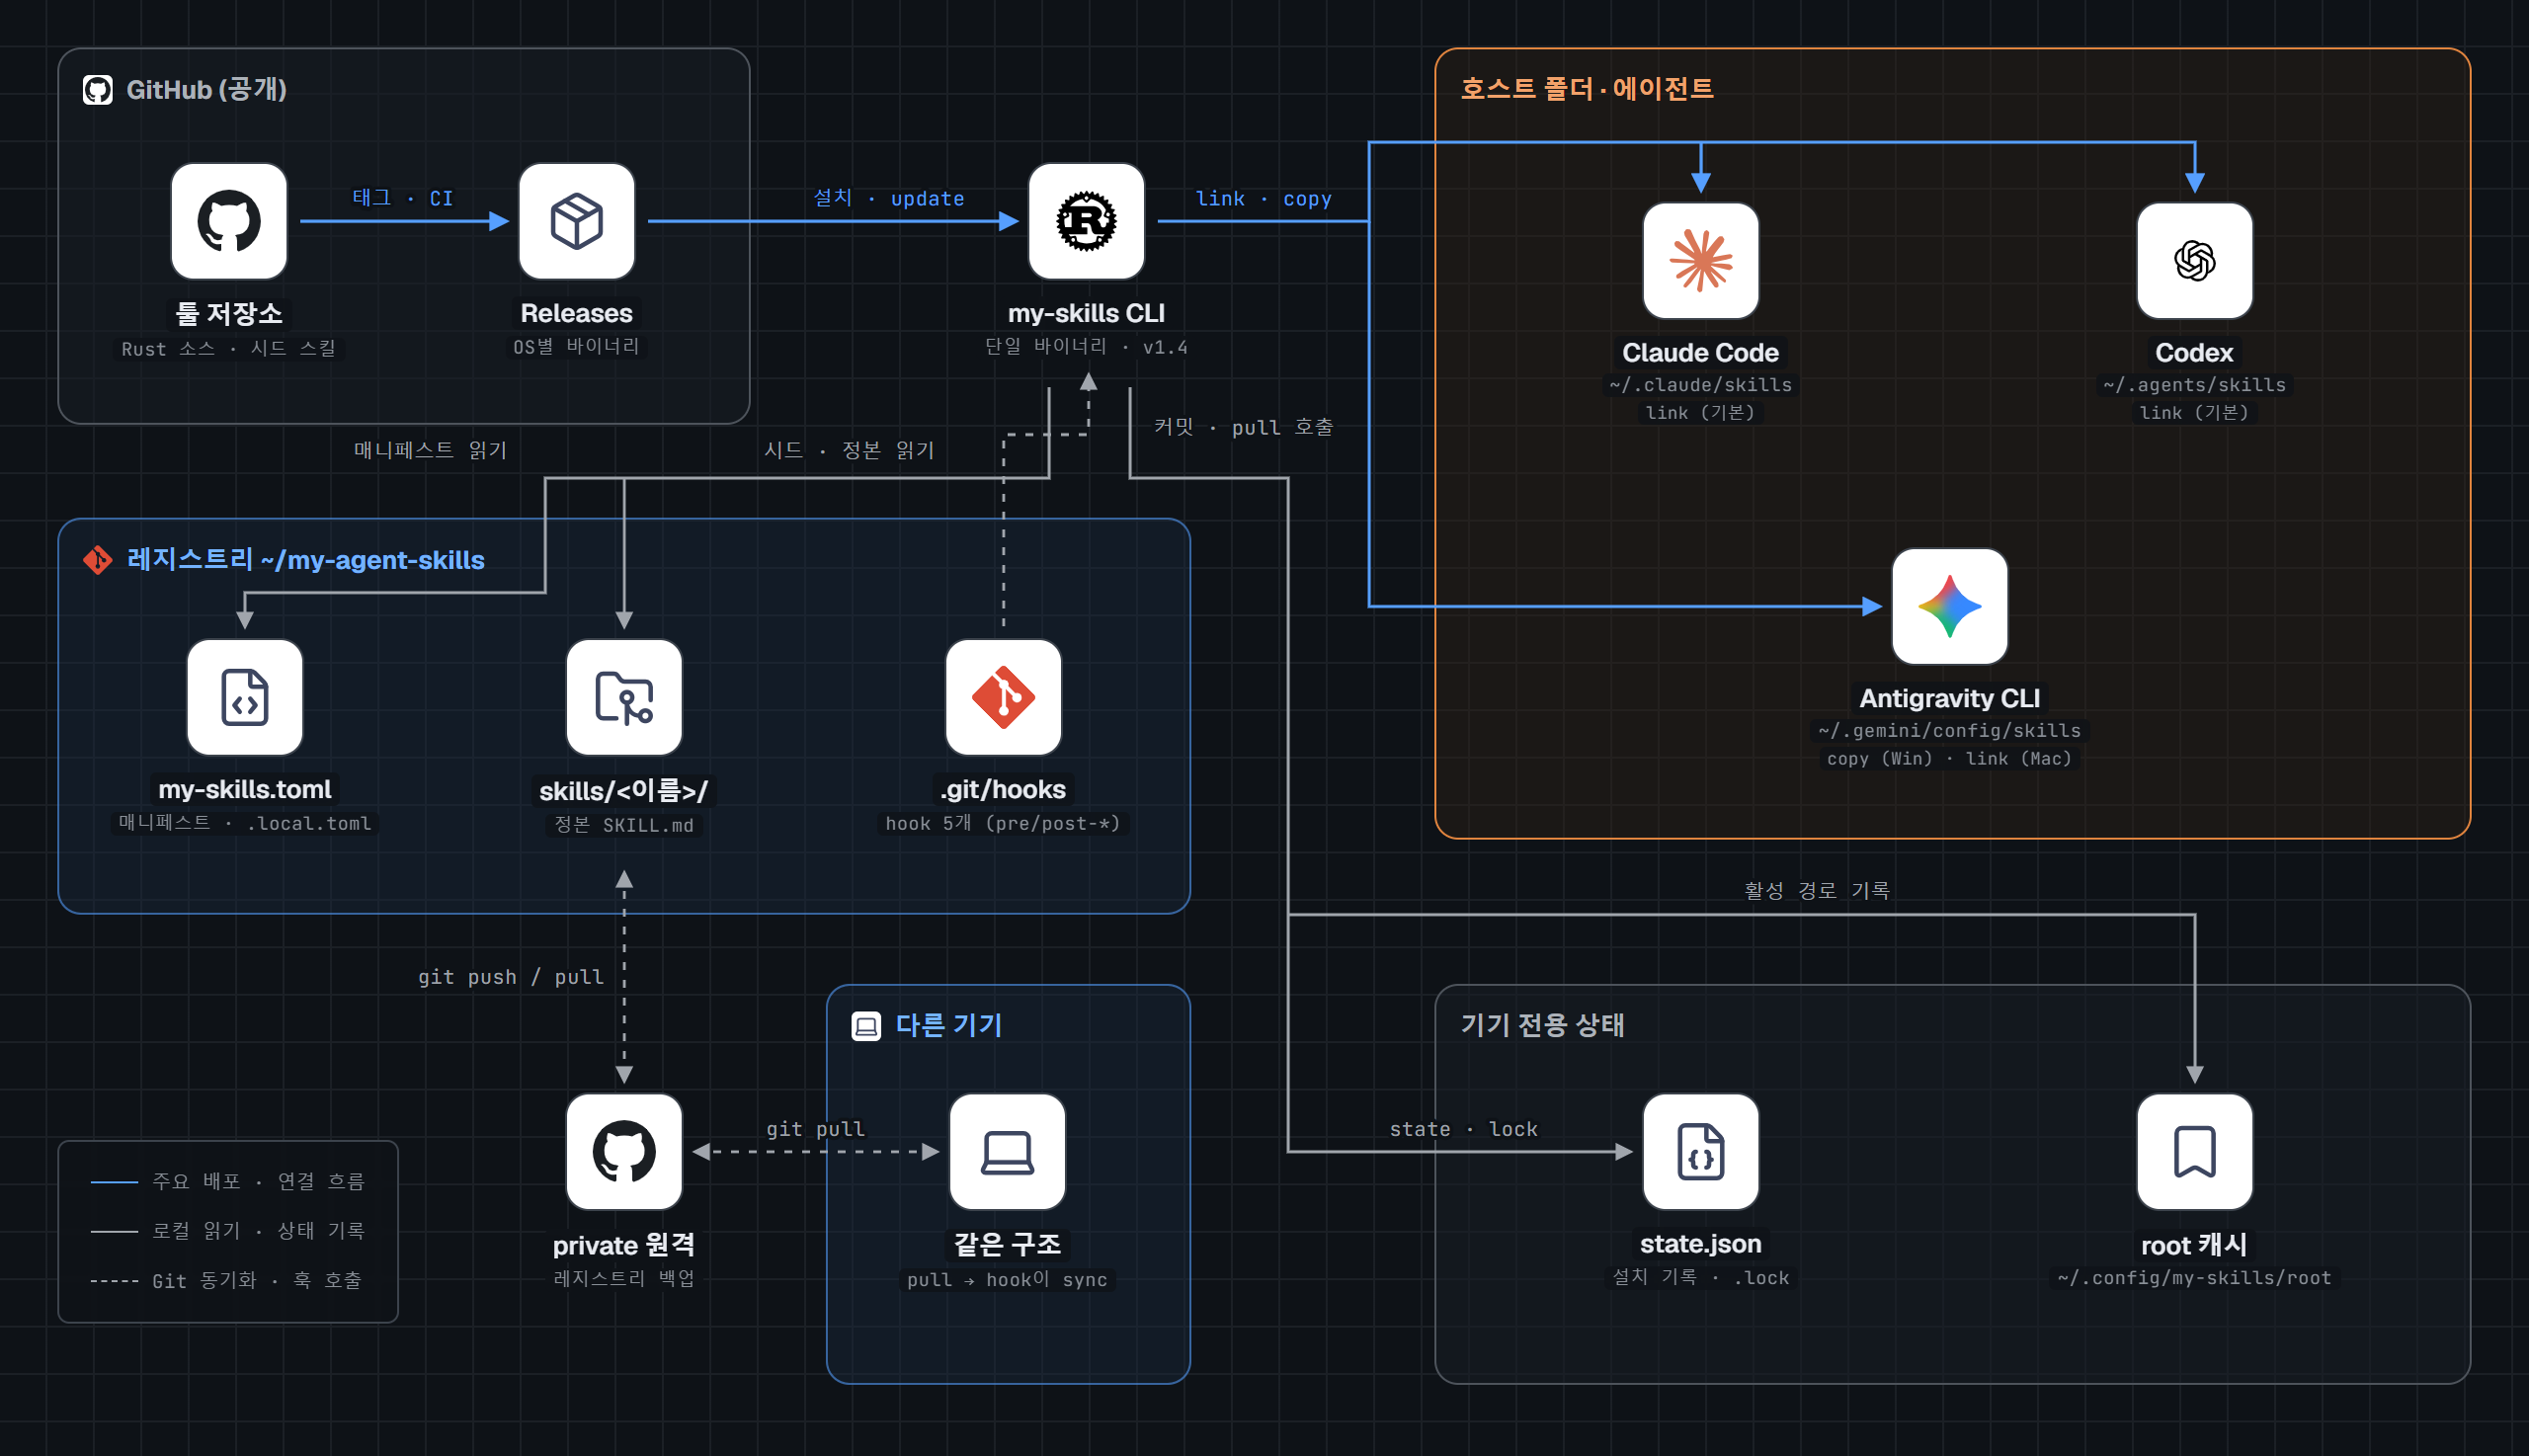 GitHub (공개)
태그 · CI
툴 저장소
Rust 소스 · 시드 스킬
Releases
OS별 바이너리
설치 · update
my-skills CLI
단일 바이너리 · v1.4
link · copy
호스트 폴더 · 에이전트
Claude Code
~/.claude/skills
link (기본)
Codex
~/.agents/skills
link (기본)
Antigravity CLI
~/.gemini/config/skills
copy (Win) · link (Mac)
매니페스트 읽기
시드 · 정본 읽기
커밋 · pull 호출
레지스트리 ~/my-agent-skills
my-skills.toml
매니페스트 · .local.toml
skills/<이름>/
정본 SKILL.md
.git/hooks
hook 5개 (pre/post-*)
활성 경로 기록
git push / pull
다른 기기
git pull
private 원격
레지스트리 백업
같은 구조
pull → hook이 sync
기기 전용 상태
state · lock
state.json
설치 기록 · .lock
root 캐시
~/.config/my-skills/root
주요 배포 · 연결 흐름
로컬 읽기 · 상태 기록
Git 동기화 · 훅 호출